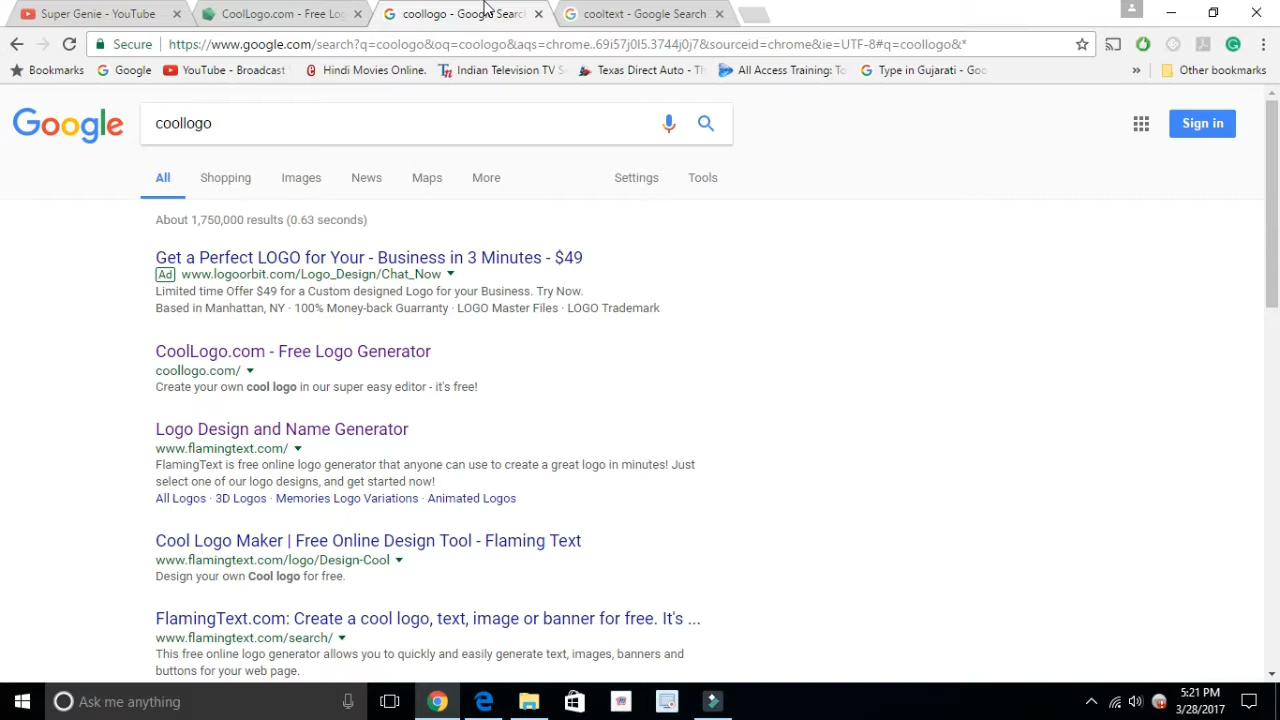 Super Genie - YouTube
CoolLogo.com - Free Log
coollogo - Google Search
cooltext - Google Search
Secure
https://www.google.com/search?q=coologo&oq=cologo&aqs=chrome..69i57j0l5.3744j0j7&sourceid=chrome&ie=UTF-8#q=coollogo&*
Bookmarks
Google
YouTube - Broadcast
Hindi Movies Online.
Indian Television TV S
Texas Direct Auto - Th
All Access Training: To
Type in Gujarati - Goo
»
Other bookmarks
Google
coollogo
Sign in
All
Shopping
Images
News
Maps
More
Settings
Tools
About 1,750,000 results (0.63 seconds)
Get a Perfect LOGO for Your - Business in 3 Minutes - $49
Ad www.logoorbit.com/Logo_Design/Chat_Now
Limited time Offer $49 for a Custom designed Logo for your Business. Try Now.
Based in Manhattan, NY · 100% Money-back Guarranty · LOGO Master Files · LOGO Trademark
CoolLogo.com - Free Logo Generator
coollogo.com/
Create your own cool logo in our super easy editor - it's free!
Logo Design and Name Generator
www.flamingtext.com/
FlamingText is free online logo generator that anyone can use to create a great logo in minutes! Just
select one of our logo designs, and get started now!
All Logos · 3D Logos · Memories Logo Variations · Animated Logos
Cool Logo Maker | Free Online Design Tool - Flaming Text
www.flamingtext.com/logo/Design-Cool
Design your own Cool logo for free.
FlamingText.com: Create a cool logo, text, image or banner for free. It's ...
www.flamingtext.com/search/
This free online logo generator allows you to quickly and easily generate text, images, banners and
buttons for your web page.
Ask me anything
5:21 PM
3/28/2017